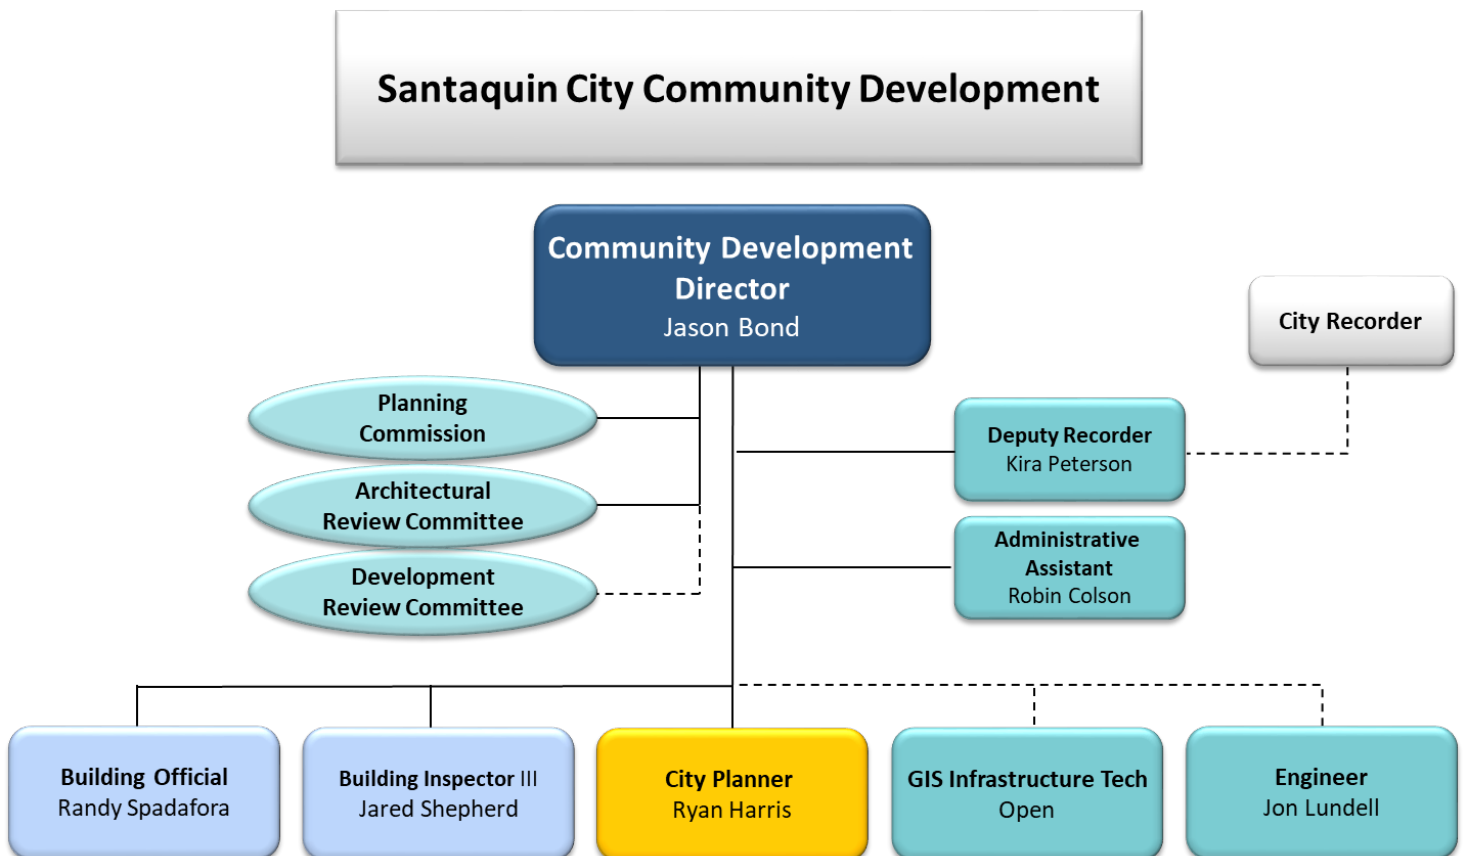 Santaquin City Community Development
Community Development
Director
Jason Bond
City Recorder
Planning
Commission
Architectural
Review Committee
Development
Review Committee
Deputy Recorder
Kira Peterson
Administrative
Assistant
Robin Colson
Building Official
Randy Spadafora
Building Inspector III
Jared Shepherd
City Planner
Ryan Harris
GIS Infrastructure Tech
Open
Engineer
Jon Lundell